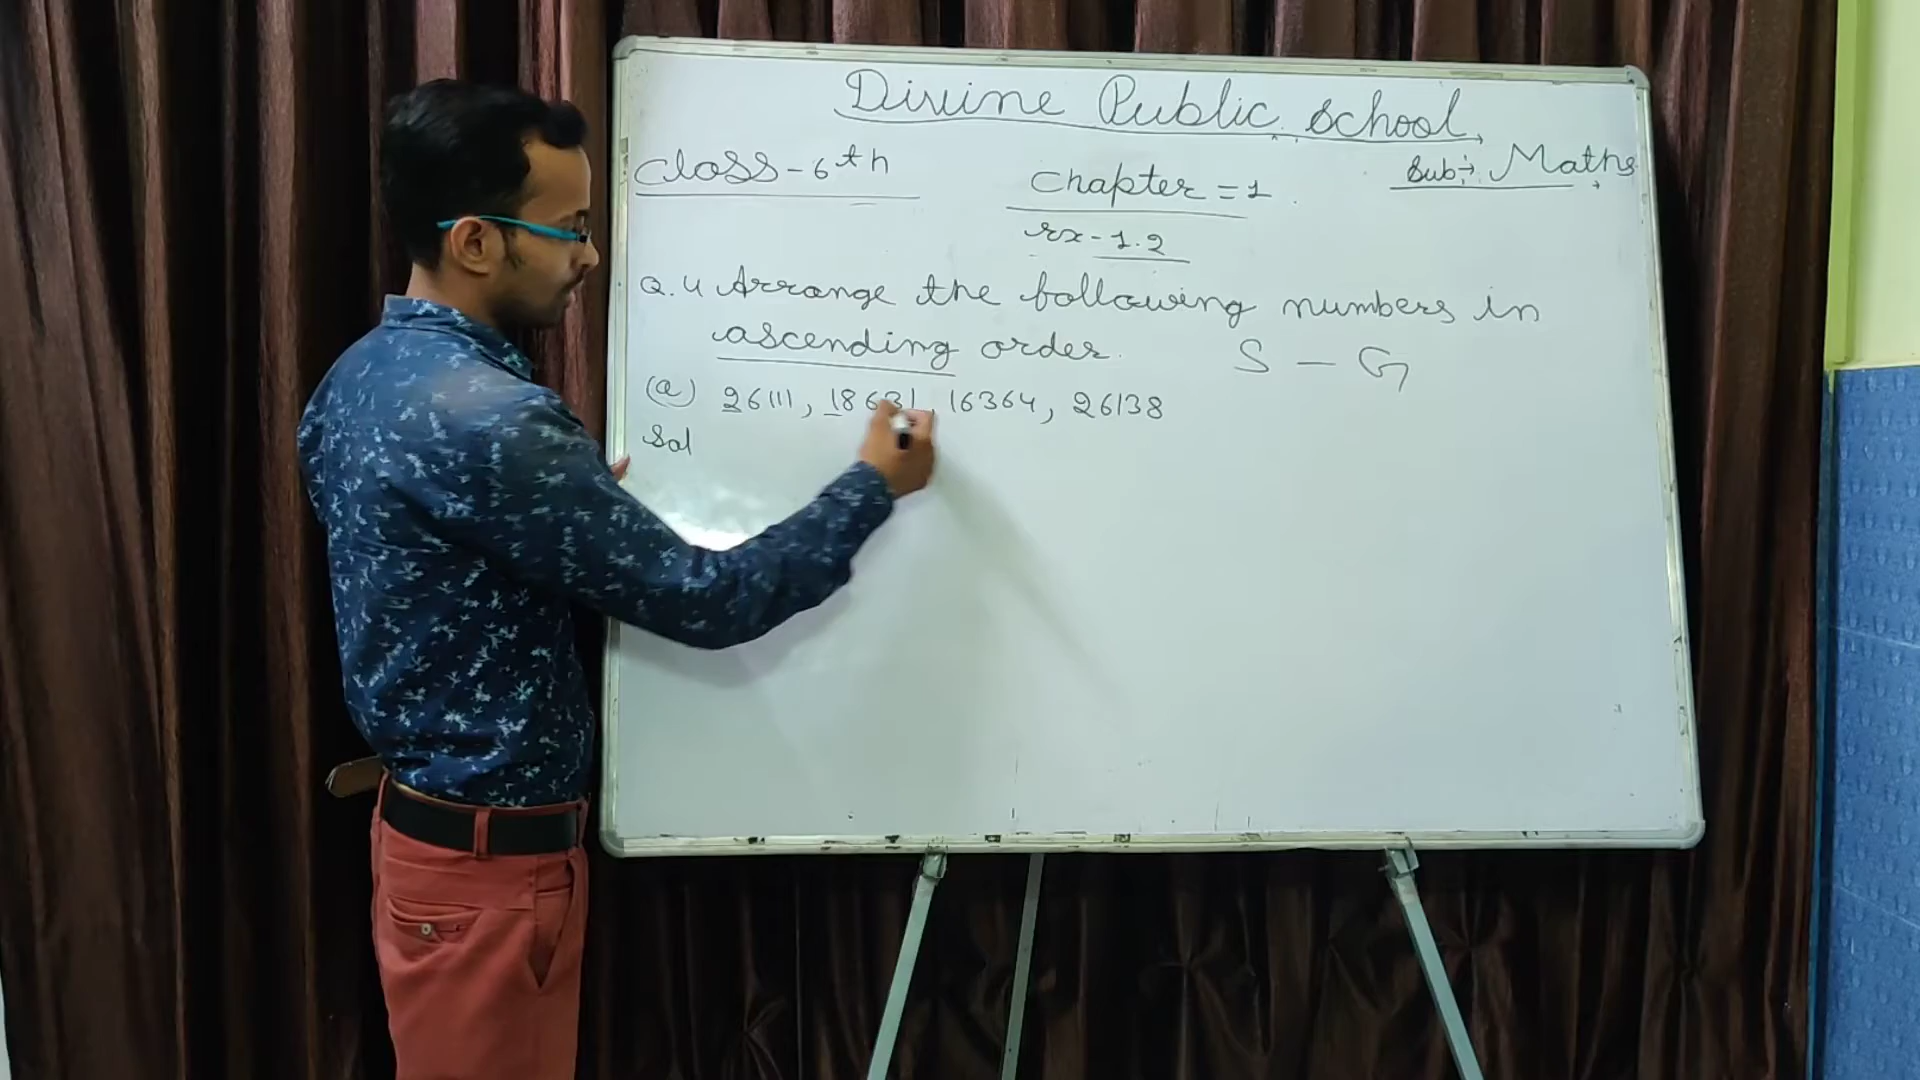 Divine Public School
Class - 6th
Chapter = 1
Sub:- Maths
Ex - 1.2
Q.4 Arrange the following numbers in
ascending order. S - G
(a) 26111, 18631, 16364, 26138
Sol